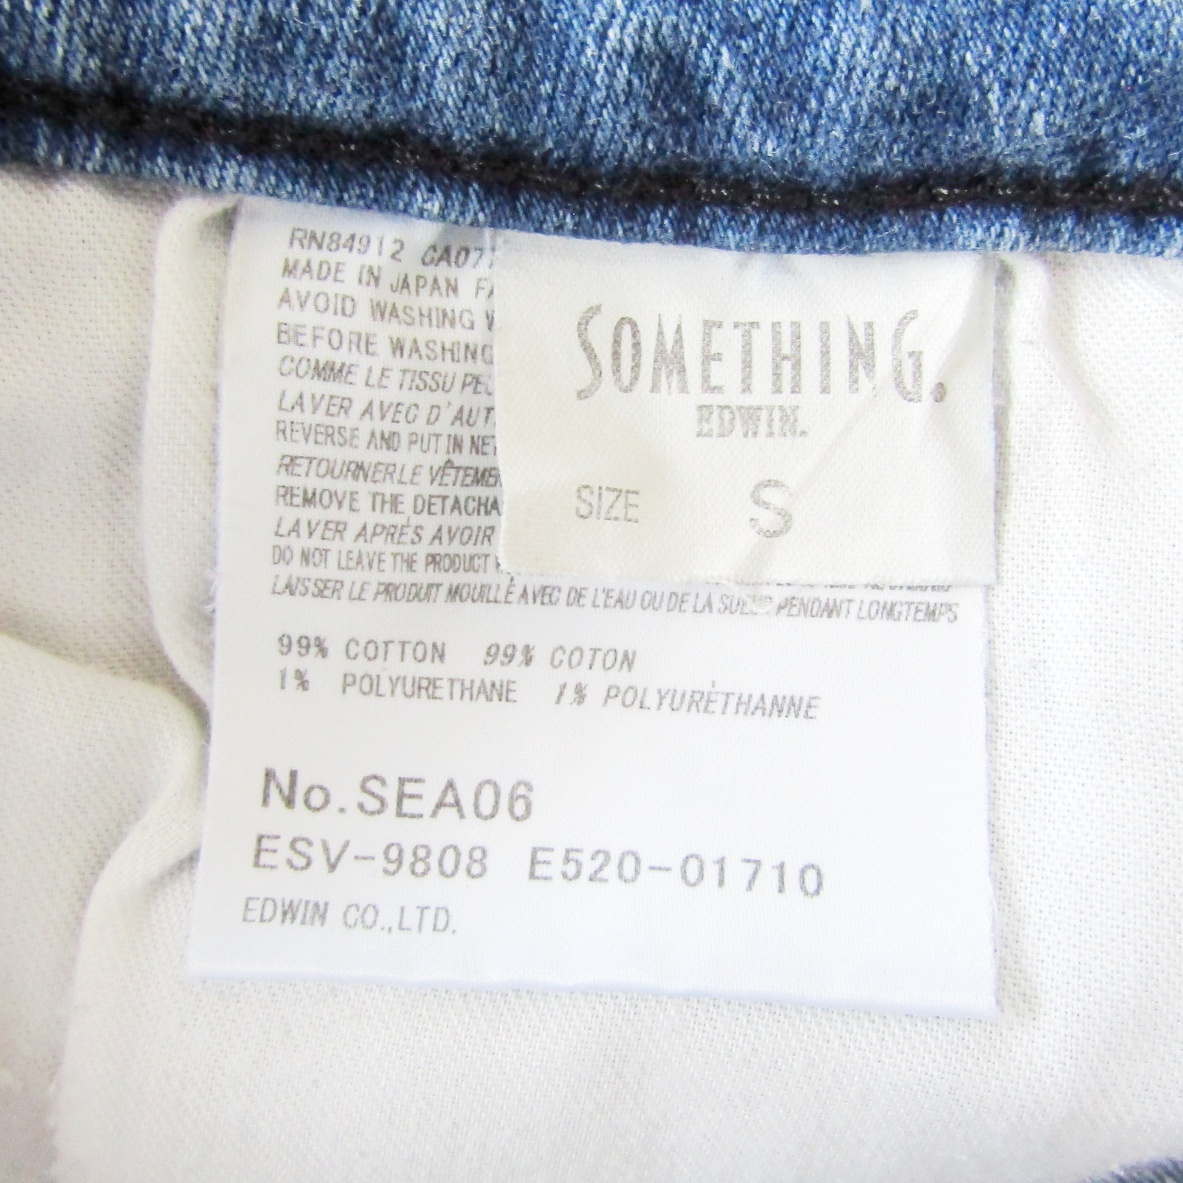 RN84912 CA07
MADE IN JAPAN
AVOID WASHING
BEFORE WASHING
COMME LE TISSU
LAVER AVEC D'AUT
REVERSE AND PUT IN NET
RETOURNER LE VÊTEME
REMOVE THE DETACHA
LAVER APRÈS AVOIR
DO NOT LEAVE THE PRODUCT
LAISSER LE PRODUIT MOUILLÉ AVEC DE L'EAU OU DE LA SUEUR PENDANT LONGTEMPS
99% COTTON 99% COTON
1% POLYURETHANE 1% POLYURÈTHANNE
No.SEA06
ESV-9808 E520-01710
EDWIN CO.,LTD.
SOMETHING.
EDWIN.
SIZE S